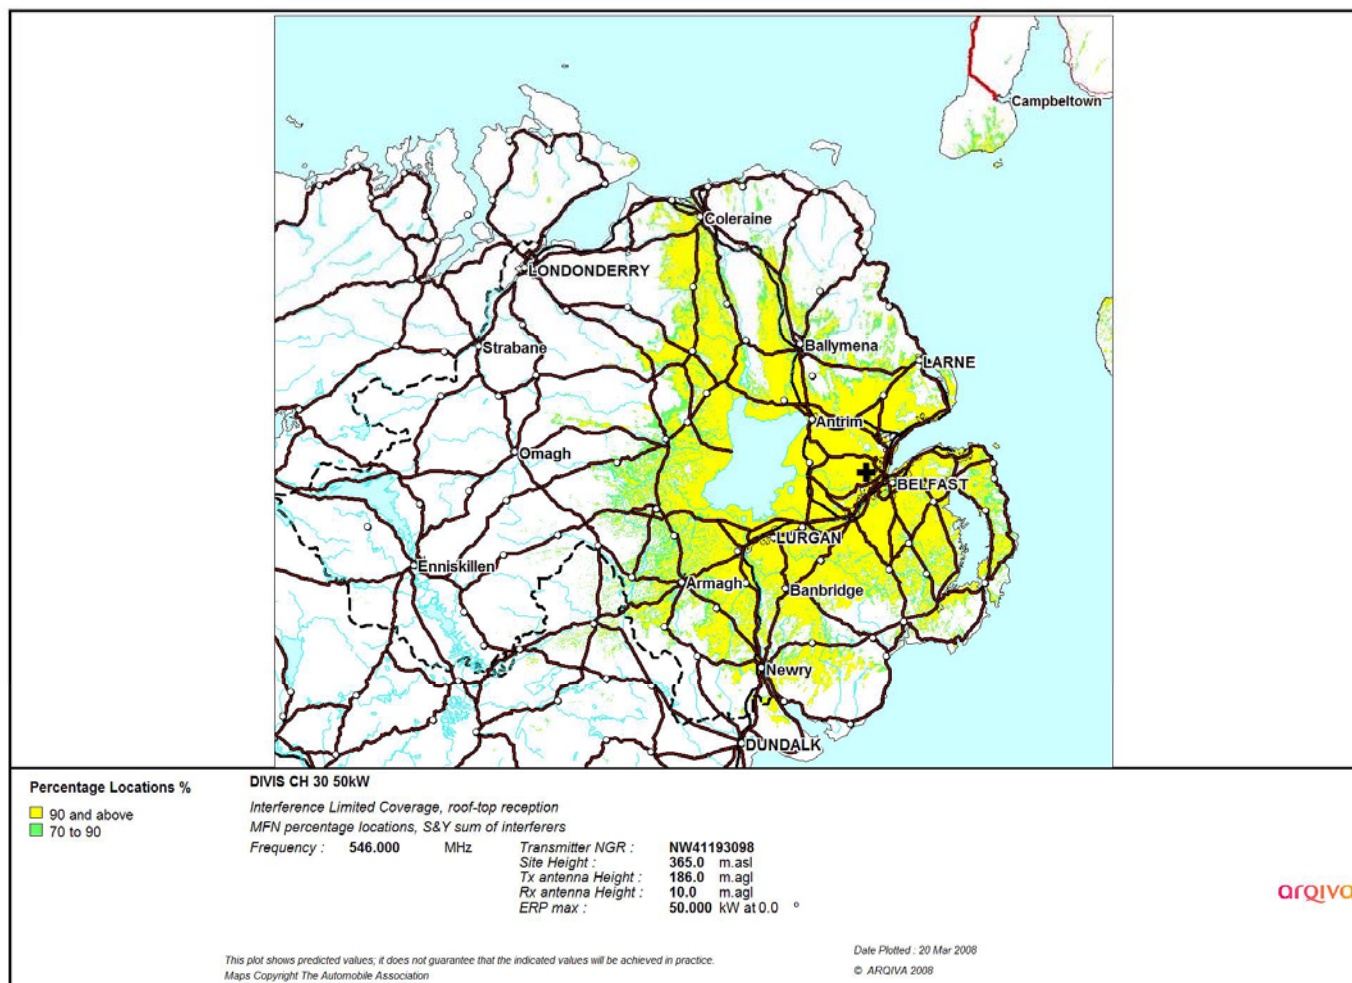 Campbeltown
Coleraine
LONDONDERRY
Strabane
Ballymena
LARNE
Antrim
Omagh
BELFAST
LURGAN
Enniskillen
Armagh
Banbridge
Newry
DUNDALK
Percentage Locations %
90 and above
70 to 90
DIVIS CH 30 50kW
Interference Limited Coverage, roof-top reception
MFN percentage locations, S&Y sum of interferers
Frequency : 546.000 MHz Transmitter NGR : NW41193098
Site Height : 365.0 m.asl
Tx antenna Height : 186.0 m.agl
Rx antenna Height : 10.0 m.agl
ERP max : 50.000 kW at 0.0 °
arqiva
This plot shows predicted values; it does not guarantee that the indicated values will be achieved in practice.
Maps Copyright The Automobile Association
Date Plotted : 20 Mar 2008
© ARQIVA 2008